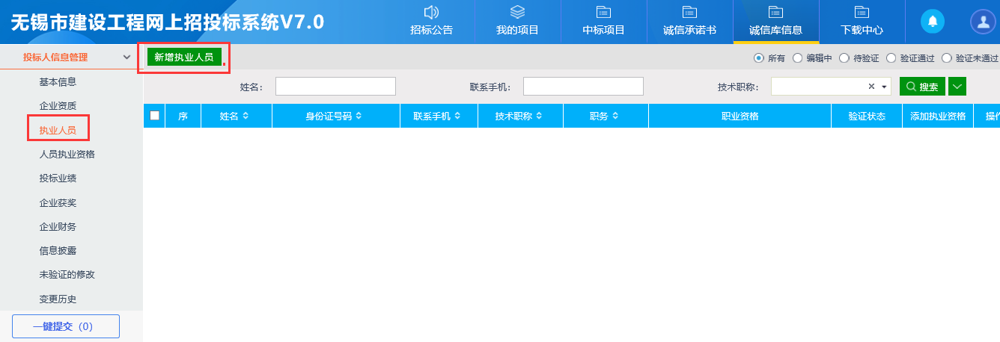 无锡市建设工程网上招投标系统V7.0
招标公告
我的项目
中标项目
诚信承诺书
诚信库信息
下载中心
投标人信息管理
新增执业人员
所有 编辑中 待验证 验证通过 验证未通过
基本信息
姓名: 联系手机: 技术职称: 搜索
企业资质
序 姓名 身份证号码 联系手机 技术职称 职务 职业资格 验证状态 添加执业资格 操作
执业人员
人员执业资格
投标业绩
企业获奖
企业财务
信息披露
未验证的修改
变更历史
一键提交（0）